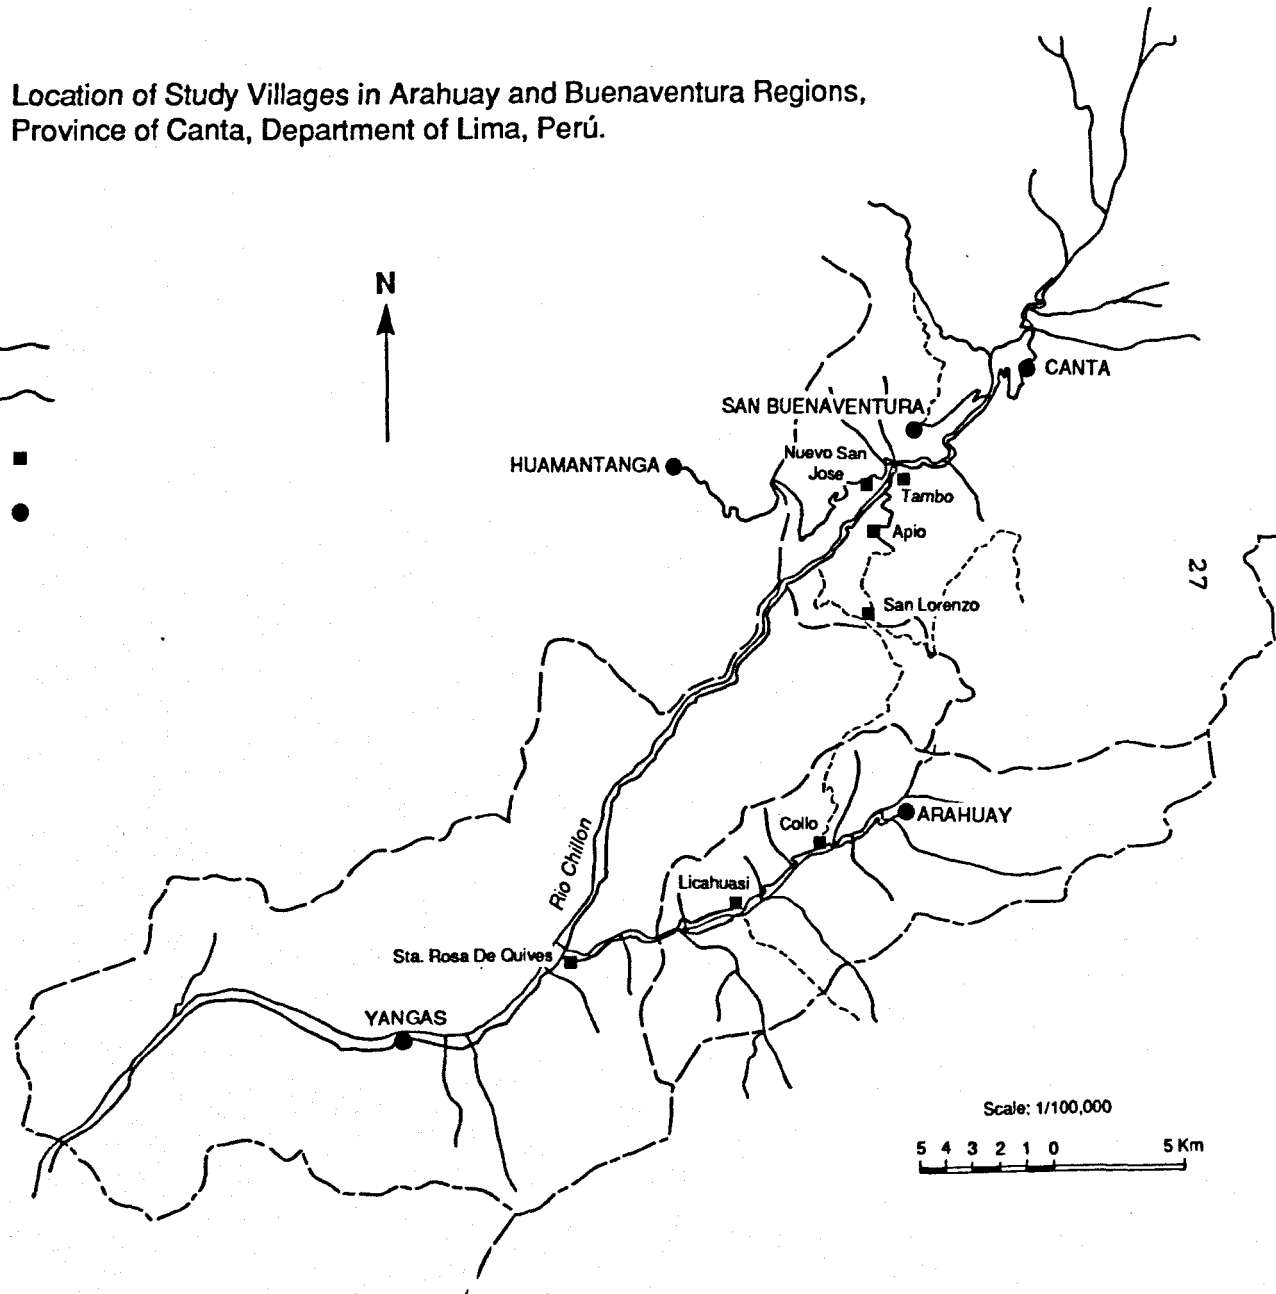 Location of Study Villages in Arahuay and Buenaventura Regions,
Province of Canta, Department of Lima, Perú.
N
CANTA
SAN BUENAVENTURA
HUAMANTANGA
Nuevo San
Jose
Tambo
Apio
27
San Lorenzo
Rio Chillon
Collo
ARAHUAY
Licahuasi
Sta. Rosa De Quives
YANGAS
Scale: 1/100,000
5 4 3 2 1 0 5 Km